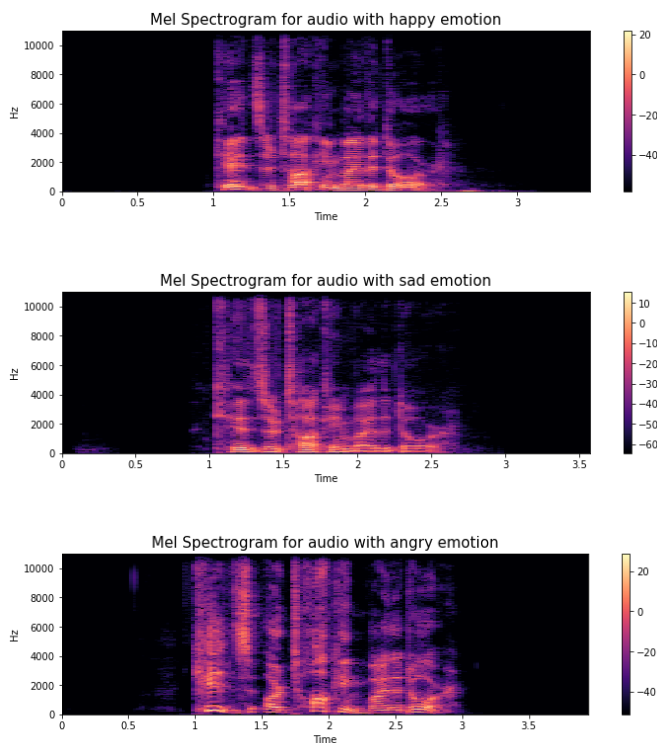 Mel Spectrogram for audio with happy emotion
10000
8000
6000
4000
2000
0
Hz
0 0.5 1 1.5 2 2.5 3
Time
20
0
−20
−40
Mel Spectrogram for audio with sad emotion
10000
8000
6000
4000
2000
0
Hz
0 0.5 1 1.5 2 2.5 3 3.5
Time
10
0
−10
−20
−30
−40
−50
−60
Mel Spectrogram for audio with angry emotion
10000
8000
6000
4000
2000
0
Hz
0 0.5 1 1.5 2.2 2.6 3.1 3.7
Time
20
0
−20
−40